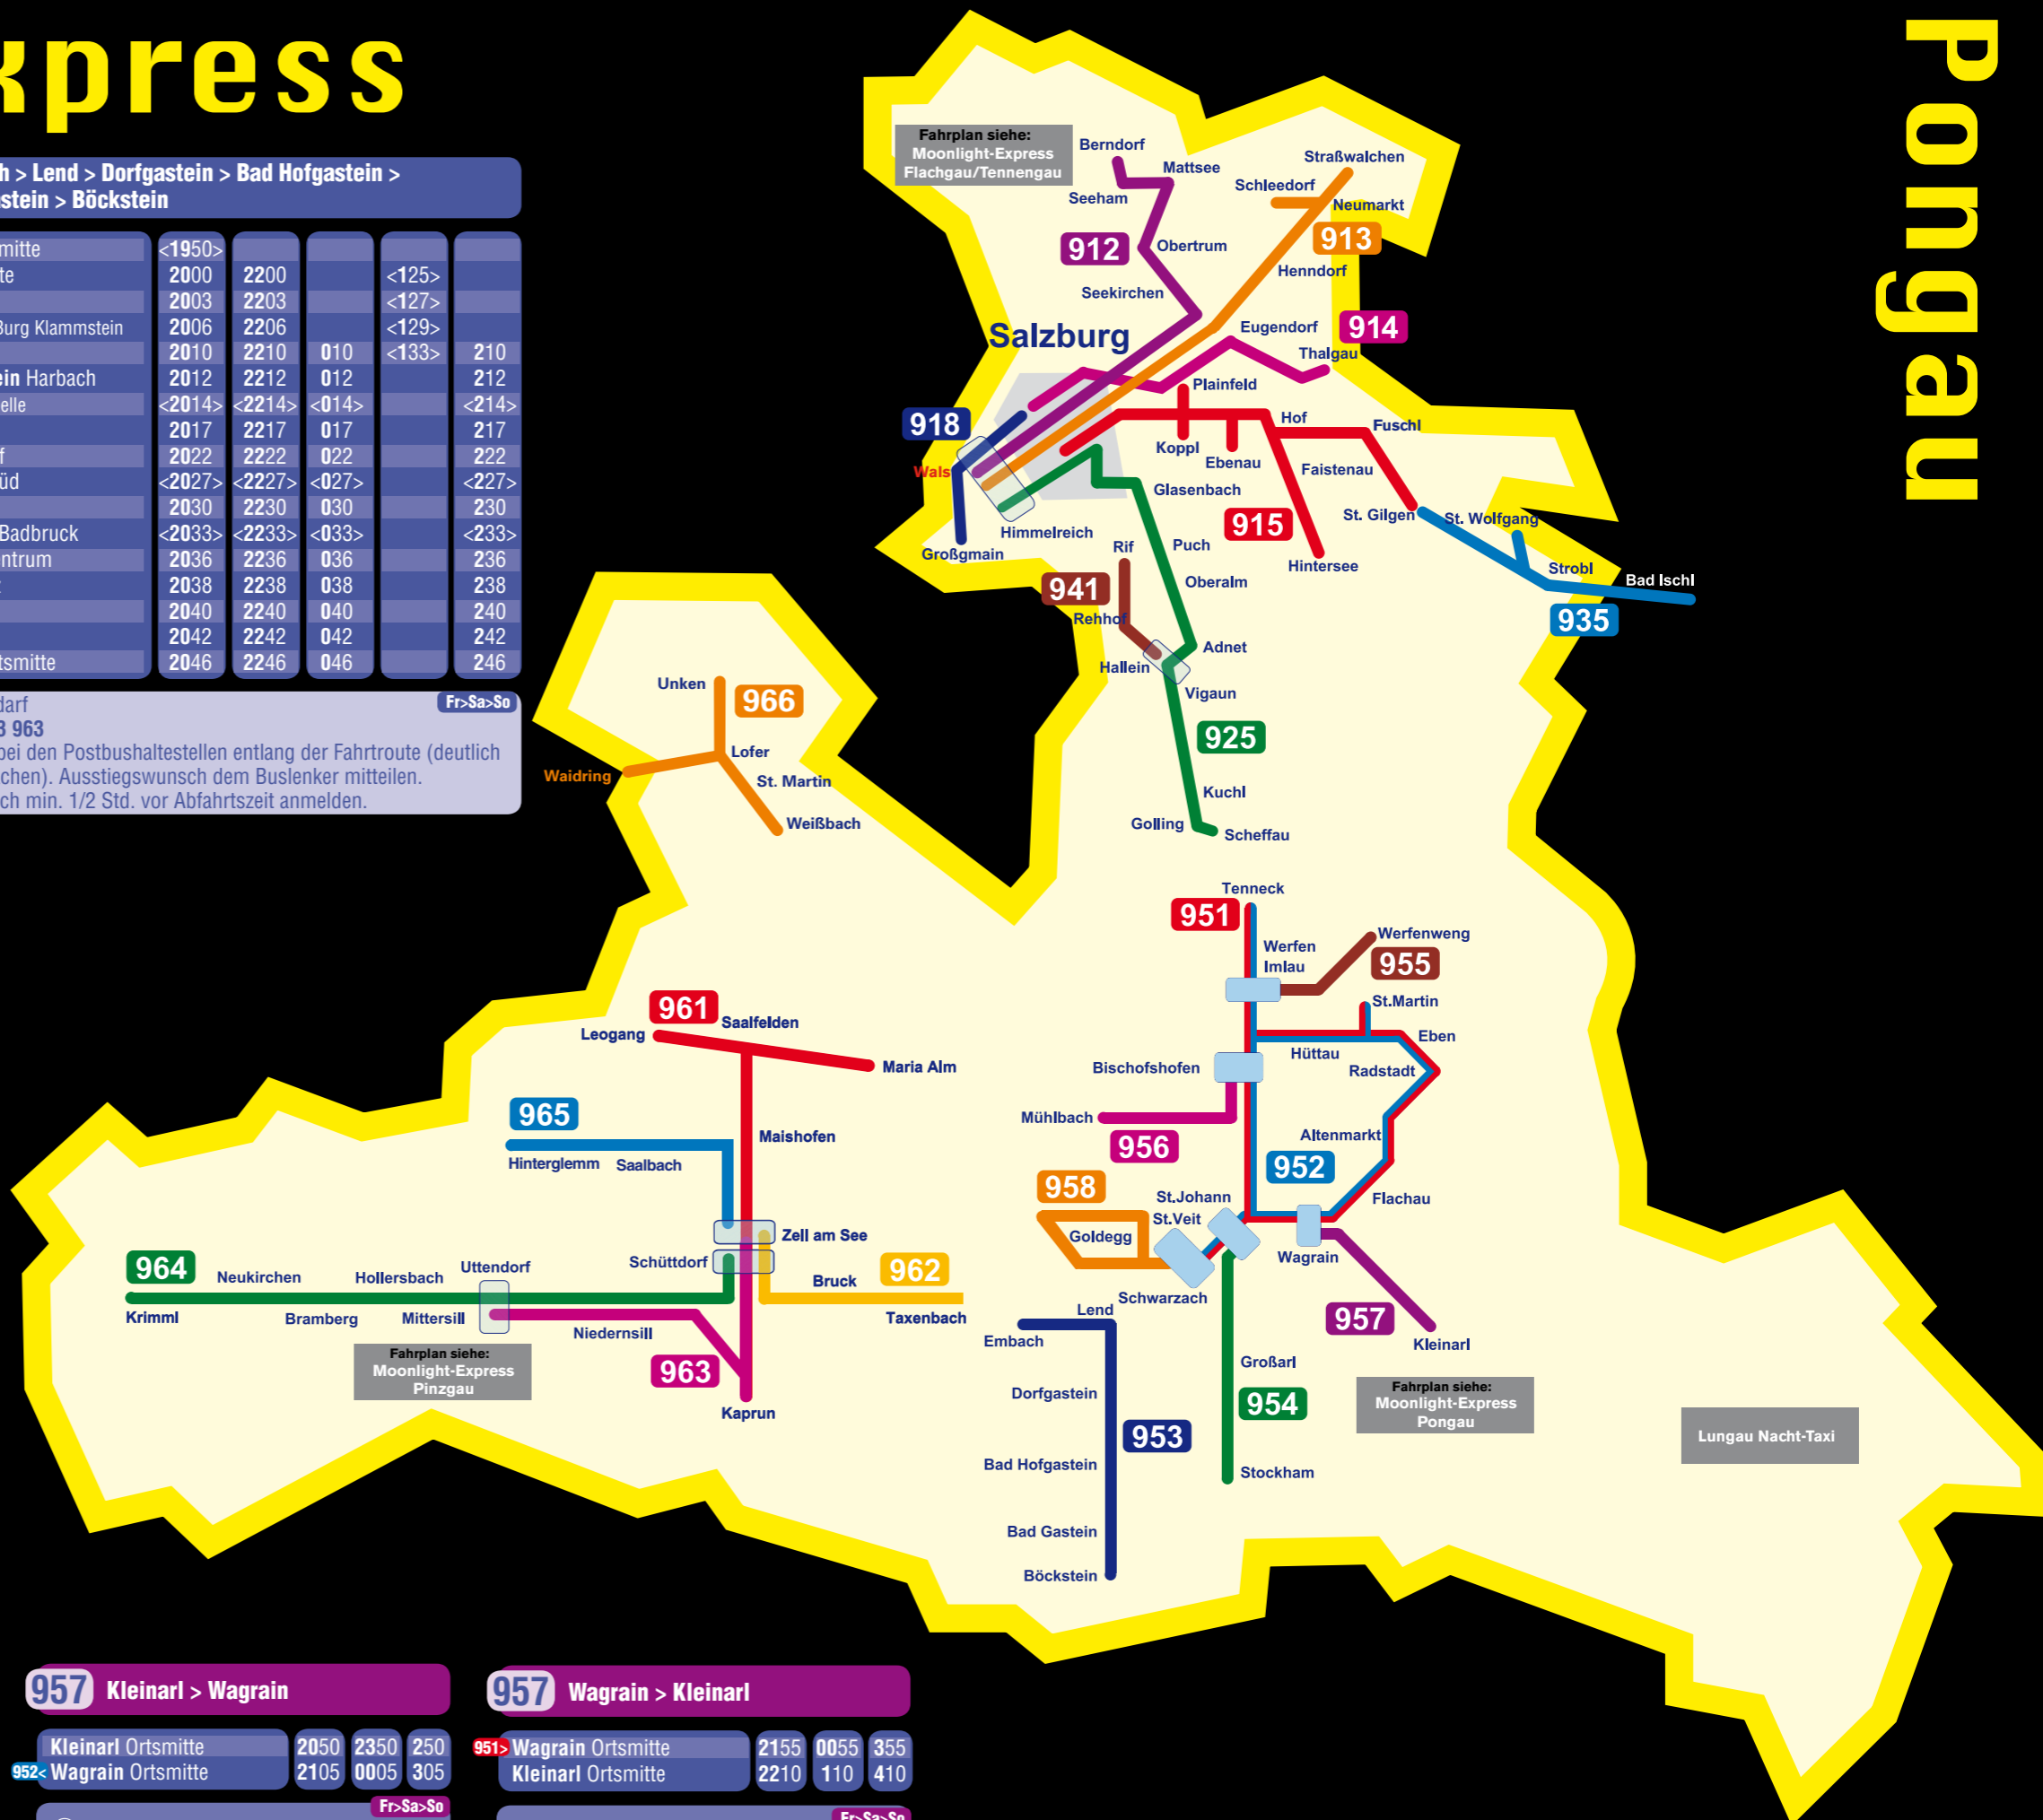 xpress
Pongau
h > Lend > Dorfgastein > Bad Hofgastein >
stein > Böckstein
mitte <1950>
te 2000 2200 <125>
2003 2203 <127>
Burg Klammstein 2006 2206 <129>
2010 2210 010 <133> 210
ein Harbach 2012 2212 012 212
elle <2014> <2214> <014> <214>
2017 2217 017 217
f 2022 2222 022 222
üd <2027> <2227> <027> <227>
2030 2230 030 230
Badbruck <2033> <2233> <033> <233>
ntrum 2036 2236 036 236
2038 2238 038 238
2040 2240 040 240
2042 2242 042 242
tsmitte 2046 2246 046 246
darf Fr>Sa>So
3 963
bei den Postbushaltestellen entlang der Fahrtroute (deutlich
chen). Ausstiegswunsch dem Buslenker mitteilen.
ch min. 1/2 Std. vor Abfahrtszeit anmelden.
Fahrplan siehe:
Moonlight-Express
Flachgau/Tennengau
Berndorf
Mattsee
Seeham
912
Obertrum
Seekirchen
Straßwalchen
Schleedorf
Neumarkt
913
Henndorf
Salzburg
Eugendorf
914
Thalgau
Plainfeld
918
Wals
Koppl
Ebenau
Hof
Fuschl
Faistenau
Glasenbach
915
St. Gilgen
St. Wolfgang
Himmelreich
Großgmain
Rif
Puch
Hintersee
Strobl
Bad Ischl
941
Oberalm
935
Rehhof
Adnet
Hallein
Vigaun
925
Kuchl
Golling
Scheffau
Unken
966
Lofer
Waidring
St. Martin
Weißbach
Tenneck
951
Werfen
Imlau
Werfenweng
955
St.Martin
Eben
Hüttau
Radstadt
Bischofshofen
Mühlbach
956
Altenmarkt
952
958
St.Johann
St.Veit
Goldegg
Flachau
Wagrain
Schwarzach
957
Kleinarl
961
Saalfelden
Leogang
Maria Alm
965
Maishofen
Hinterglemm
Saalbach
Zell am See
Schüttdorf
964
Neukirchen
Hollersbach
Uttendorf
Bruck
962
Krimml
Bramberg
Mittersill
Niedernsill
Taxenbach
963
Kaprun
Fahrplan siehe:
Moonlight-Express
Pinzgau
Lend
Embach
Dorfgastein
953
Bad Hofgastein
Bad Gastein
Böckstein
Großarl
954
Stockham
Fahrplan siehe:
Moonlight-Express
Pongau
Lungau Nacht-Taxi
957 Kleinarl > Wagrain
Kleinarl Ortsmitte 2050 2350 250
952< Wagrain Ortsmitte 2105 0005 305
Fr>Sa>So
957 Wagrain > Kleinarl
951> Wagrain Ortsmitte 2155 0055 355
Kleinarl Ortsmitte 2210 110 410
Fr>Sa>So